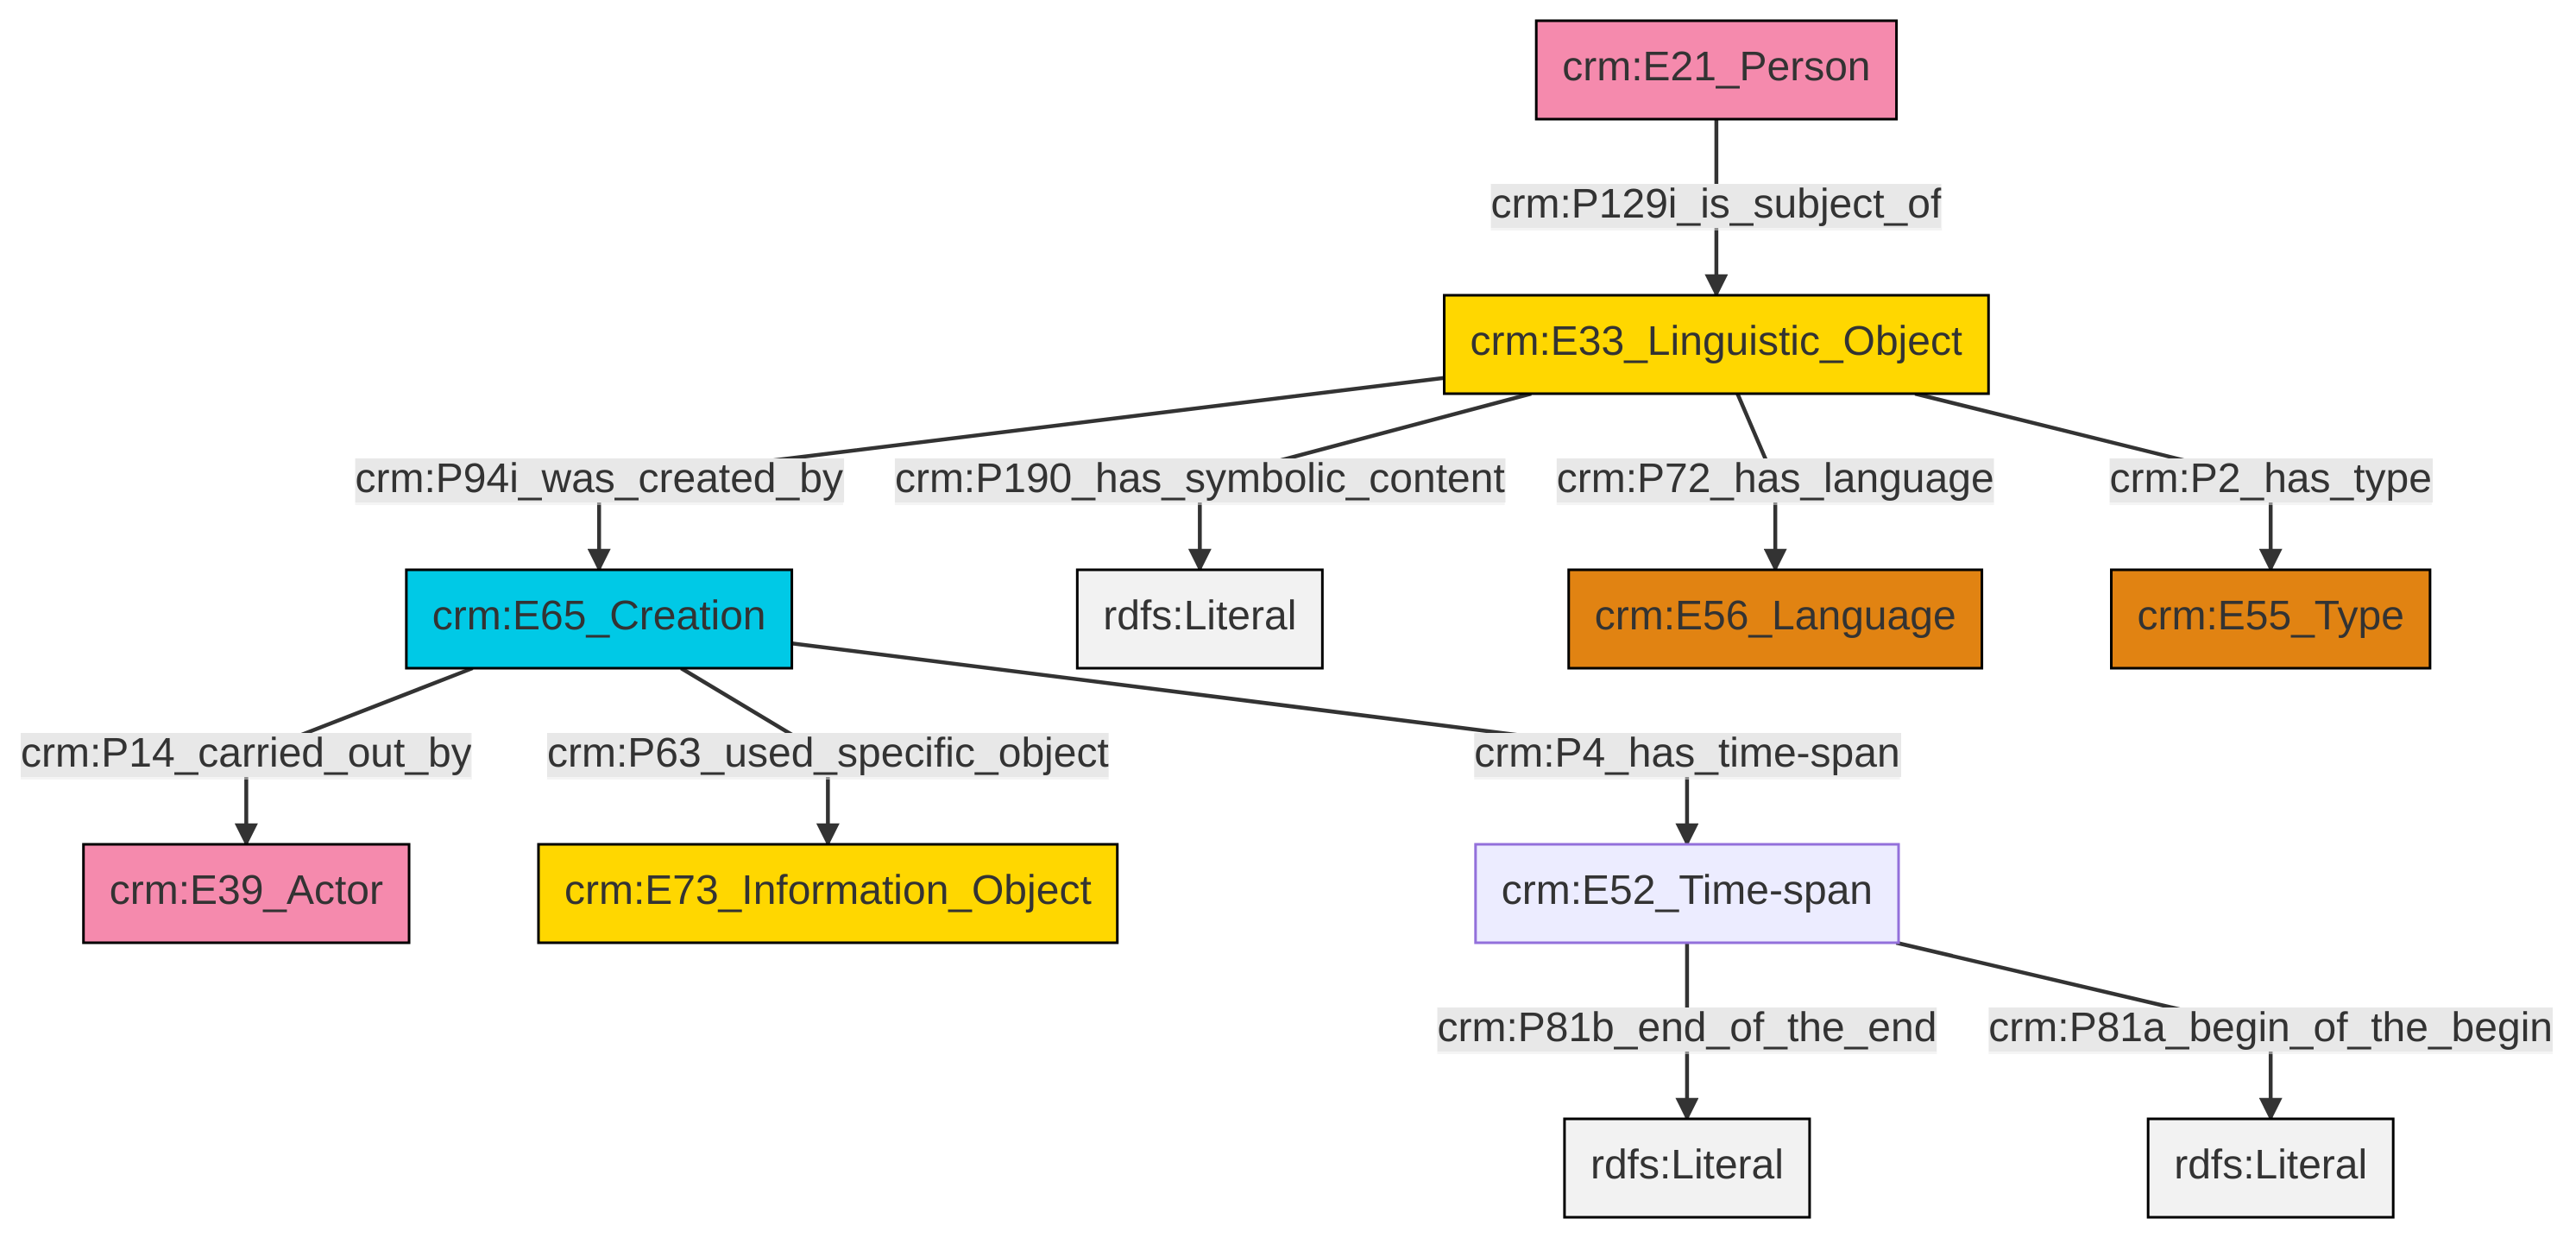 crm:E21_Person
crm:P129i_is_subject_of
crm:E33_Linguistic_Object
crm:P94i_was_created_by
crm:P190_has_symbolic_content
crm:P72_has_language
crm:P2_has_type
crm:E65_Creation
rdfs:Literal
crm:E56_Language
crm:E55_Type
crm:P14_carried_out_by
crm:P63_used_specific_object
crm:P4_has_time-span
crm:E39_Actor
crm:E73_Information_Object
crm:E52_Time-span
crm:P81b_end_of_the_end
crm:P81a_begin_of_the_begin
rdfs:Literal
rdfs:Literal